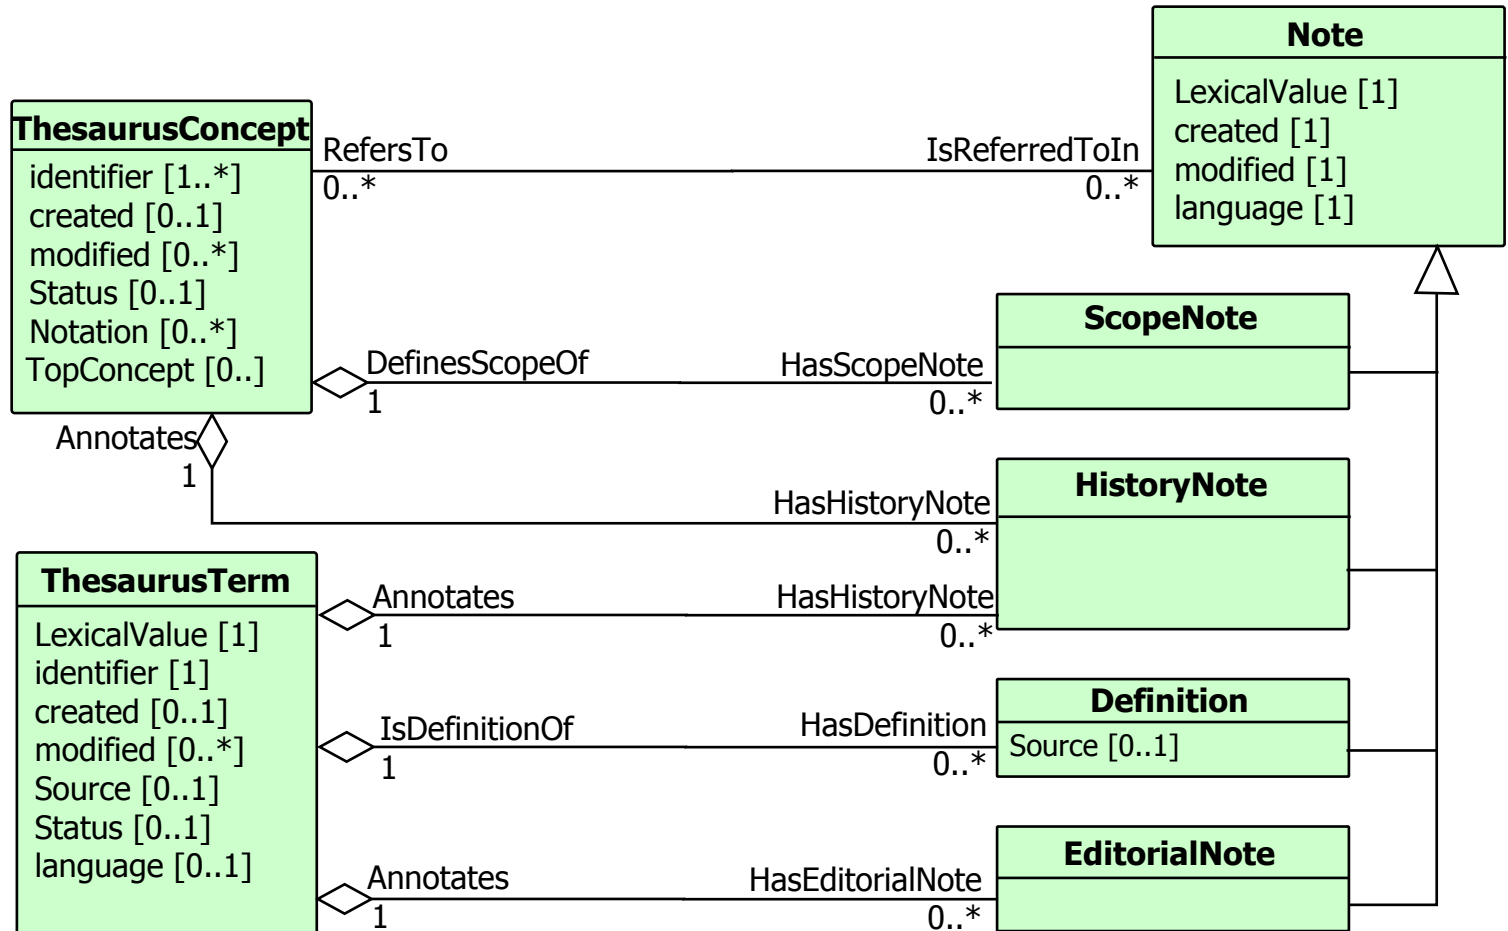 Note
LexicalValue [1]
created [1]
modified [1]
language [1]
ThesaurusConcept
identifier [1..*]
created [0..1]
modified [0..*]
Status [0..1]
Notation [0..*]
TopConcept [0..]
RefersTo
0..*
IsReferredToIn
0..*
DefinesScopeOf
1
HasScopeNote
0..*
ScopeNote
Annotates
1
HasHistoryNote
0..*
HistoryNote
ThesaurusTerm
LexicalValue [1]
identifier [1]
created [0..1]
modified [0..*]
Source [0..1]
Status [0..1]
language [0..1]
Annotates
1
HasHistoryNote
0..*
IsDefinitionOf
1
HasDefinition
0..*
Definition
Source [0..1]
Annotates
1
HasEditorialNote
0..*
EditorialNote